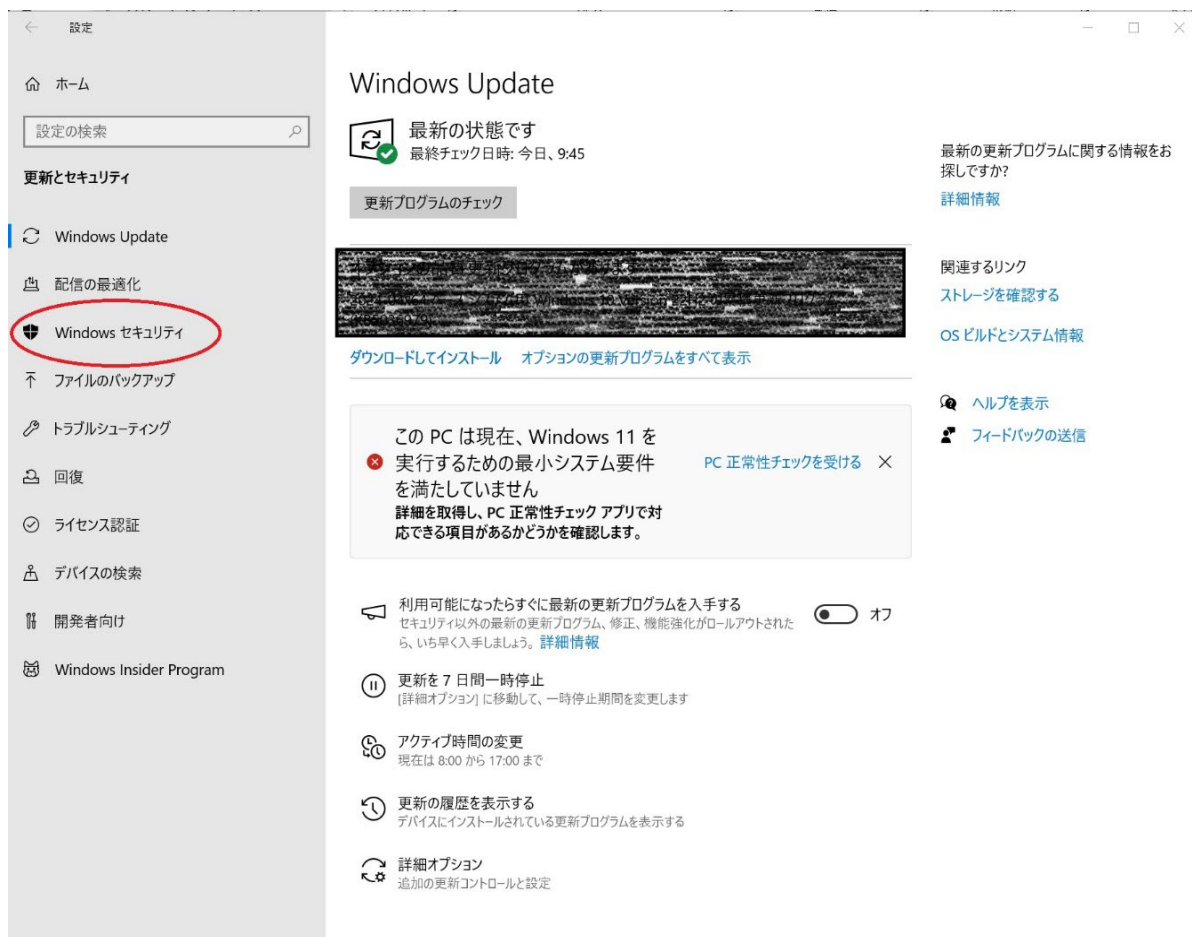 設定
ホーム
設定の検索
更新とセキュリティ
Windows Update
配信の最適化
Windows セキュリティ
ファイルのバックアップ
トラブルシューティング
回復
ライセンス認証
デバイスの検索
開発者向け
Windows Insider Program
Windows Update
最新の状態です
最終チェック日時: 今日、9:45
更新プログラムのチェック
ダウンロードしてインストール オプションの更新プログラムをすべて表示
この PC は現在、Windows 11 を
実行するための最小システム要件
を満たしていません
詳細を取得し、PC 正常性チェック アプリで対
応できる項目があるかどうかを確認します。
PC 正常性チェックを受ける
利用可能になったらすぐに最新の更新プログラムを入手する
セキュリティ以外の最新の更新プログラム、修正、機能強化がロールアウトされた
ら、いち早く入手しましょう。 詳細情報
オフ
更新を 7 日間一時停止
[詳細オプション] に移動して、一時停止期間を変更します
アクティブ時間の変更
現在は 8:00 から 17:00 まで
更新の履歴を表示する
デバイスにインストールされている更新プログラムを表示する
詳細オプション
追加の更新コントロールと設定
最新の更新プログラムに関する情報をお
探しですか?
詳細情報
関連するリンク
ストレージを確認する
OS ビルドとシステム情報
ヘルプを表示
フィードバックの送信